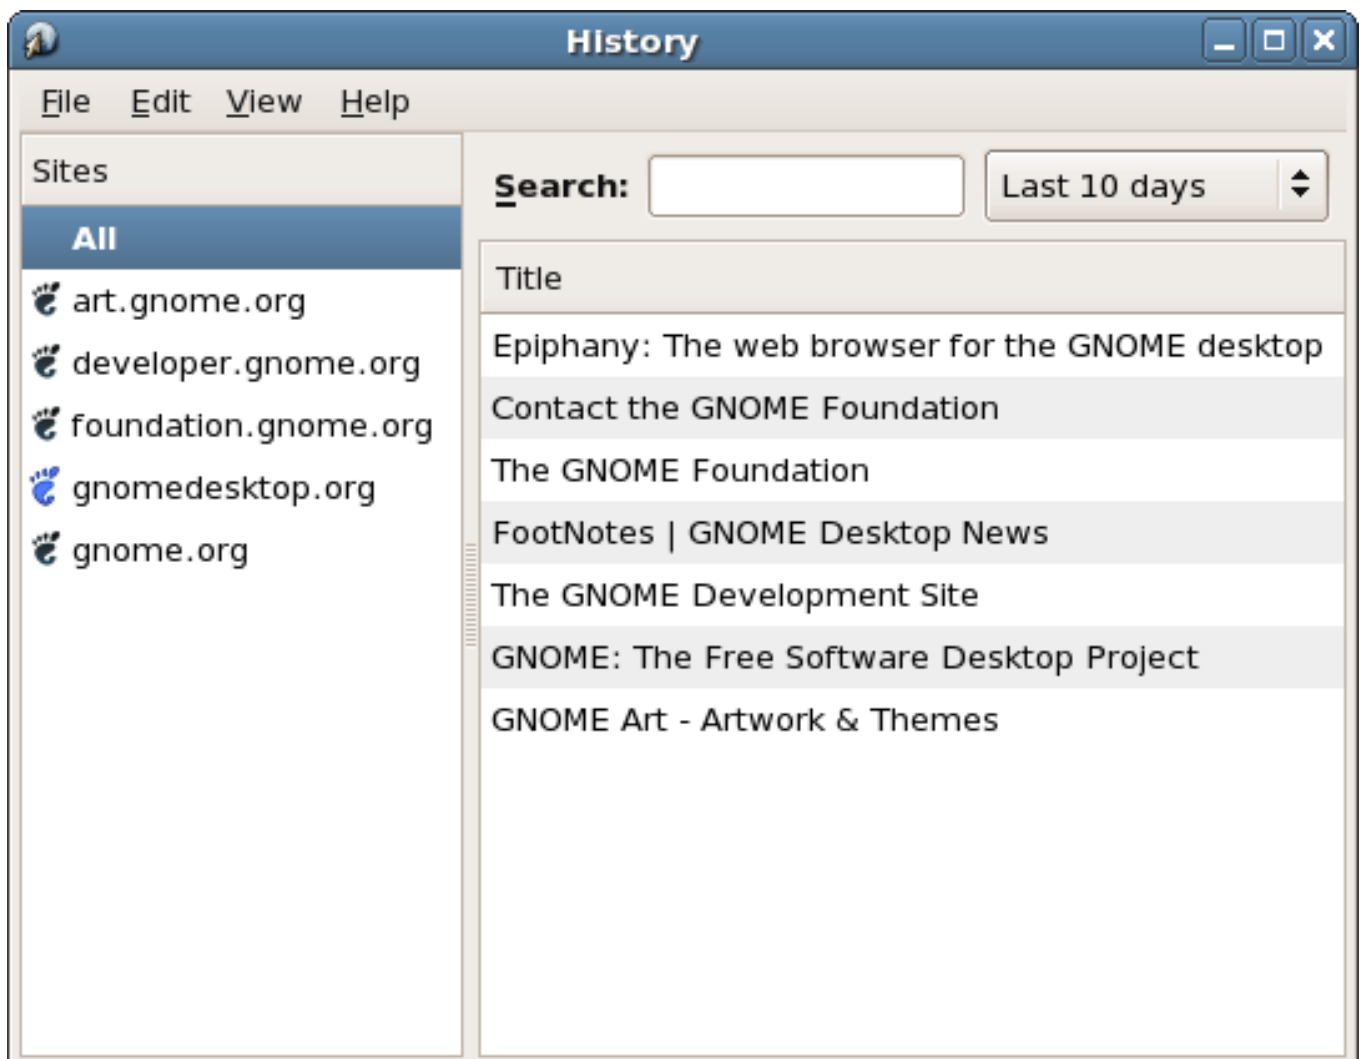 History
File Edit View Help
Sites
All
art.gnome.org
developer.gnome.org
foundation.gnome.org
gnomedesktop.org
gnome.org
Search: Last 10 days
Title
Epiphany: The web browser for the GNOME desktop
Contact the GNOME Foundation
The GNOME Foundation
FootNotes | GNOME Desktop News
The GNOME Development Site
GNOME: The Free Software Desktop Project
GNOME Art - Artwork & Themes